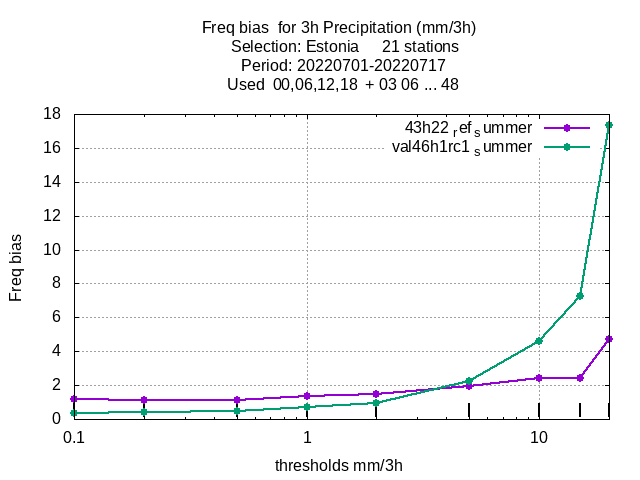 Freq bias  for 3h Precipitation (mm/3h)
Selection: Estonia     21 stations
Period: 20220701-20220717
Used  00,06,12,18  + 03 06 ... 48
43h22 ref summer
val46h1rc1 summer
18
16
14
12
10
8
6
4
2
0
Freq bias
0.1 1 10
thresholds mm/3h